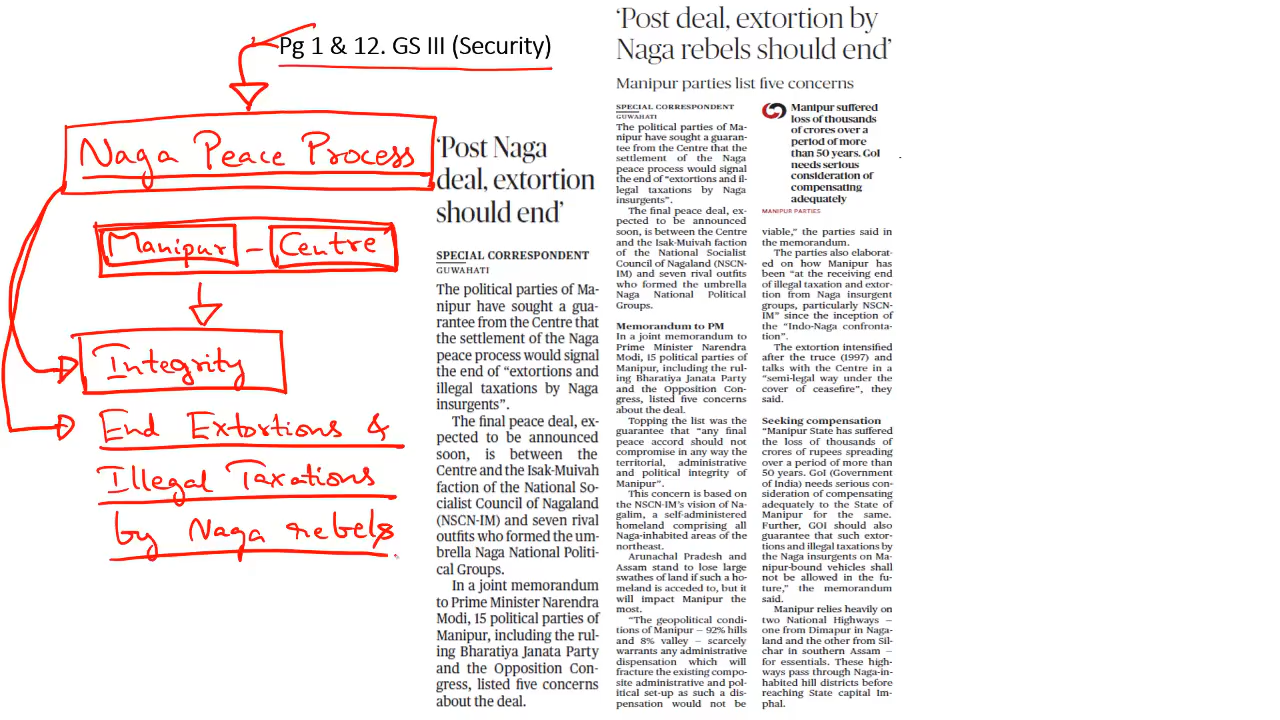 Pg 1 & 12. GS III (Security)
Naga Peace Process
Manipur - Centre
Integrity
End Extortions &
Illegal Taxations
by Naga rebels
‘Post Naga
deal, extortion
should end’
SPECIAL CORRESPONDENT
GUWAHATI
The political parties of Ma-
nipur have sought a gua-
rantee from the Centre that
the settlement of the Naga
peace process would signal
the end of “extortions and
illegal taxations by Naga
insurgents”.
The final peace deal, ex-
pected to be announced
soon, is between the
Centre and the Isak-Muivah
faction of the National So-
cialist Council of Nagaland
(NSCN-IM) and seven rival
outfits who formed the um-
brella Naga National Politi-
cal Groups.
In a joint memorandum
to Prime Minister Narendra
Modi, 15 political parties of
Manipur, including the rul-
ing Bharatiya Janata Party
and the Opposition Con-
gress, listed five concerns
about the deal.
‘Post deal, extortion by
Naga rebels should end’
Manipur parties list five concerns
SPECIAL CORRESPONDENT
GUWAHATI
The political parties of Ma-
nipur have sought a guaran-
tee from the Centre that the
settlement of the Naga
peace process would signal
the end of “extortions and il-
legal taxations by Naga
insurgents”.
The final peace deal, ex-
pected to be announced
soon, is between the Centre
and the Isak-Muivah faction
of the National Socialist
Council of Nagaland (NSCN-
IM) and seven rival outfits
who formed the umbrella
Naga National Political
Groups.
Memorandum to PM
In a joint memorandum to
Prime Minister Narendra
Modi, 15 political parties of
Manipur, including the rul-
ing Bharatiya Janata Party
and the Opposition Con-
gress, listed five concerns
about the deal.
Topping the list was the
guarantee that “any final
peace accord should not
compromise in any way the
territorial, administrative
and political integrity of
Manipur”.
This concern is based on
the NSCN-IM’s vision of Na-
galim, a self-administered
homeland comprising all
Naga-inhabited areas of the
northeast.
Arunachal Pradesh and
Assam stand to lose large
swathes of land if such a ho-
meland is acceded to, but it
will impact Manipur the
most.
“The geopolitical condi-
tions of Manipur – 92% hills
and 8% valley – scarcely
warrants any administrative
dispensation which will
fracture the existing compo-
site administrative and pol-
itical set-up as such a dis-
pensation would not be
Manipur suffered
loss of thousands
of crores over a
period of more
than 50 years. GoI
needs serious
consideration of
compensating
adequately
MANIPUR PARTIES
viable,” the parties said in
the memorandum.
The parties also elaborat-
ed on how Manipur has
been “at the receiving end
of illegal taxation and extor-
tion from Naga insurgent
groups, particularly NSCN-
IM” since the inception of
the “Indo-Naga confronta-
tion”.
The extortion intensified
after the truce (1997) and
talks with the Centre in a
“semi-legal way under the
cover of ceasefire”, they
said.
Seeking compensation
“Manipur State has suffered
the loss of thousands of
crores of rupees spreading
over a period of more than
50 years. GoI (Government
of India) needs serious con-
sideration of compensating
adequately to the State of
Manipur for the same.
Further, GOI should also
guarantee that such extor-
tions and illegal taxations by
the Naga insurgents on Ma-
nipur-bound vehicles shall
not be allowed in the fu-
ture,” the memorandum
said.
Manipur relies heavily on
two National Highways –
one from Dimapur in Naga-
land and the other from Sil-
char in southern Assam –
for essentials. These high-
ways pass through Naga-in-
habited hill districts before
reaching State capital Im-
phal.